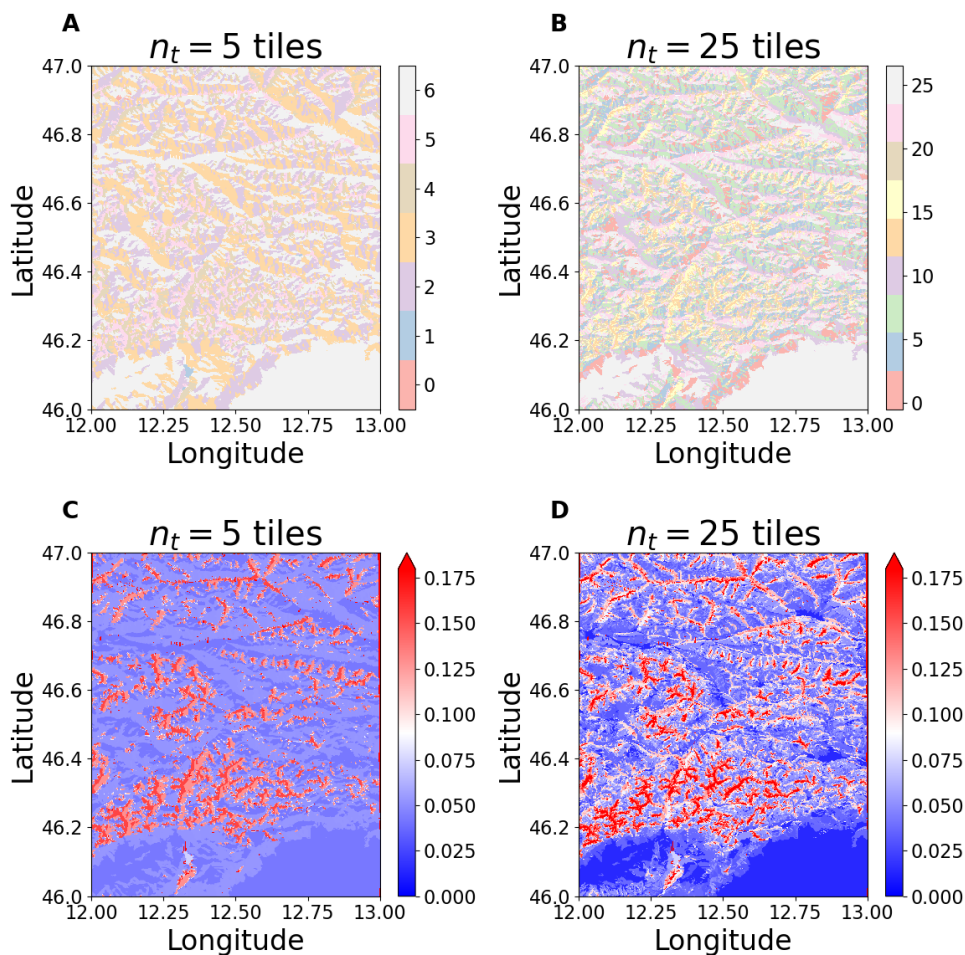 A
n_t = 5 tiles
47.0
46.8
46.6
46.4
46.2
46.0
Latitude
12.00 12.25 12.50 12.75 13.00
Longitude
6
5
4
3
2
1
0
B
n_t = 25 tiles
47.0
46.8
46.6
46.4
46.2
46.0
Latitude
12.00 12.25 12.50 12.75 13.00
Longitude
25
20
15
10
5
0
C
n_t = 5 tiles
47.0
46.8
46.6
46.4
46.2
46.0
Latitude
12.00 12.25 12.50 12.75 13.00
Longitude
0.175
0.150
0.125
0.100
0.075
0.050
0.025
0.000
D
n_t = 25 tiles
47.0
46.8
46.6
46.4
46.2
46.0
Latitude
12.00 12.25 12.50 12.75 13.00
Longitude
0.175
0.150
0.125
0.100
0.075
0.050
0.025
0.000